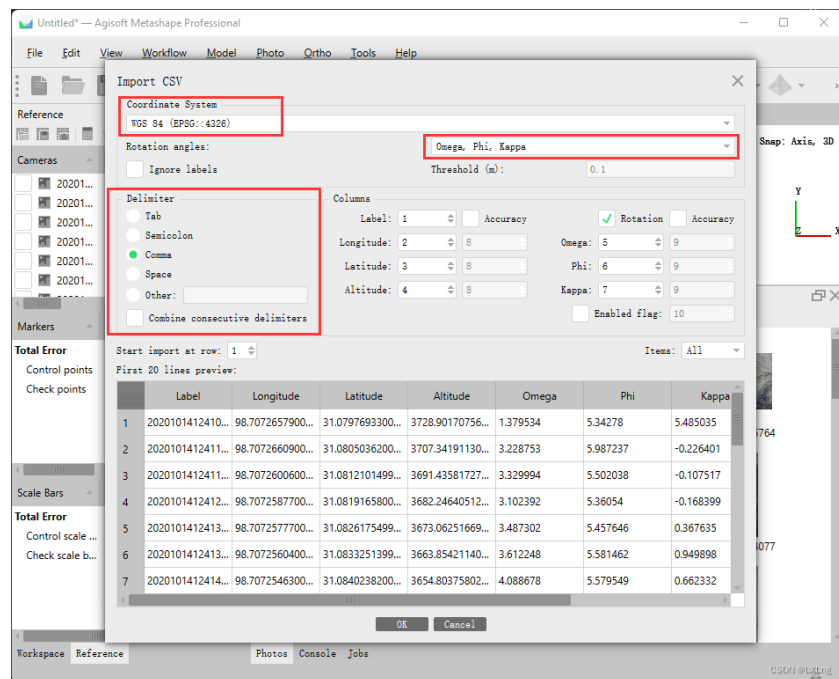 Untitled* — Agisoft Metashape Professional
File Edit View Workflow Model Photo Ortho Tools Help
Reference
Cameras
20201...
20201...
20201...
20201...
20201...
20201...
Markers
Total Error
Control points
Check points
Scale Bars
Total Error
Control scale ...
Check scale b...
Workspace Reference
Photos Console Jobs
Snap: Axis, 3D
Y
Z X
Import CSV
Coordinate System
WGS 84 (EPSG::4326)
Rotation angles: Omega, Phi, Kappa
Ignore labels Threshold (m): 0.1
Delimiter
Tab
Semicolon
Comma
Space
Other:
Combine consecutive delimiters
Columns
Label: 1 Accuracy Rotation Accuracy
Longitude: 2 8 Omega: 5 9
Latitude: 3 8 Phi: 6 9
Altitude: 4 8 Kappa: 7 9
Enabled flag: 10
Start import at row: 1 Items: All
First 20 lines preview:
Label Longitude Latitude Altitude Omega Phi Kappa
1 2020101412410... 98.7072657900... 31.0797693300... 3728.90170756... 1.379534 5.34278 5.485035
2 2020101412411... 98.7072660900... 31.0805036200... 3707.34191130... 3.228753 5.987237 -0.226401
3 2020101412411... 98.7072600600... 31.0812101499... 3691.43581727... 3.329994 5.502038 -0.107517
4 2020101412412... 98.7072587700... 31.0819165800... 3682.24640512... 3.102392 5.36054 -0.168399
5 2020101412413... 98.7072577700... 31.0826175499... 3673.06251669... 3.487302 5.457646 0.367635
6 2020101412413... 98.7072560400... 31.0833251399... 3663.85421140... 3.612248 5.581462 0.949898
7 2020101412414... 98.7072546300... 31.0840238200... 3654.80375802... 4.088678 5.579549 0.662332
OK Cancel
5764
4077